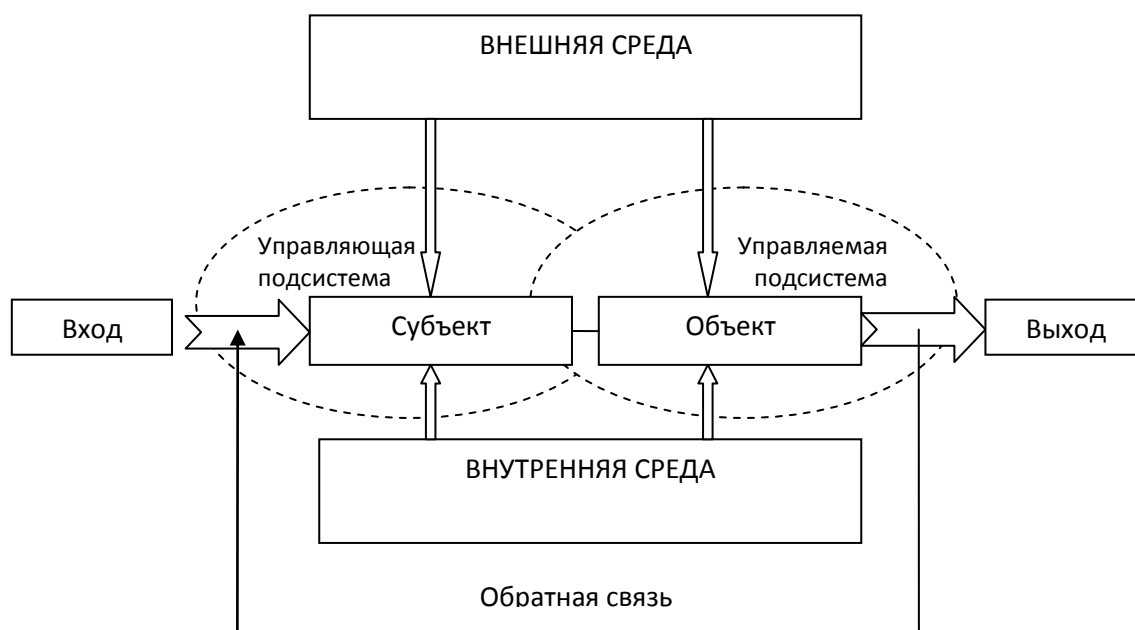 ВНЕШНЯЯ СРЕДА
Управляющая
подсистема
Управляемая
подсистема
Вход
Субъект
Объект
Выход
ВНУТРЕННЯЯ СРЕДА
Обратная связь